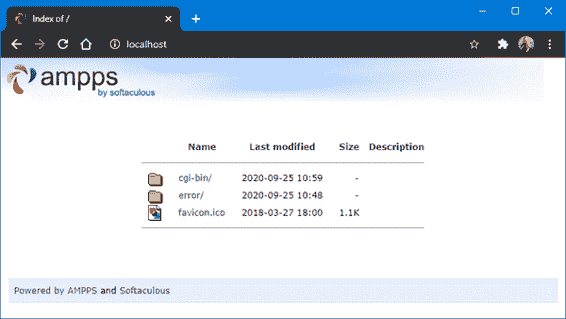 Index of /
localhost
ampps
by softaculous
Name Last modified Size Description
cgi-bin/ 2020-09-25 10:59 -
error/ 2020-09-25 10:48 -
favicon.ico 2018-03-27 18:00 1.1K
Powered by AMPPS and Softaculous